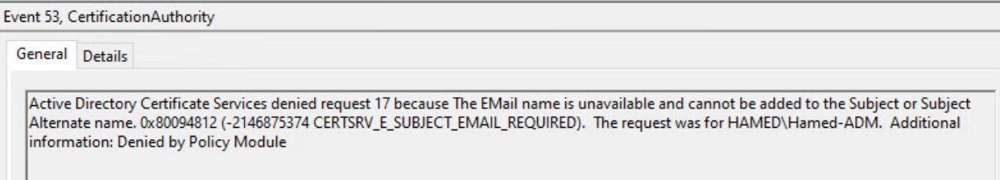 Event 53, CertificationAuthority
General Details
Active Directory Certificate Services denied request 17 because The EMail name is unavailable and cannot be added to the Subject or Subject
Alternate name. 0x80094812 (-2146875374 CERTSRV_E_SUBJECT_EMAIL_REQUIRED).  The request was for HAMED\Hamed-ADM.  Additional
information: Denied by Policy Module